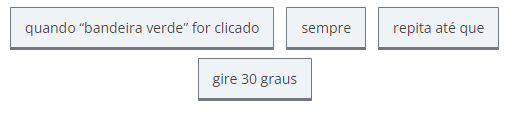 quando “bandeira verde” for clicado
sempre
repita até que
gire 30 graus